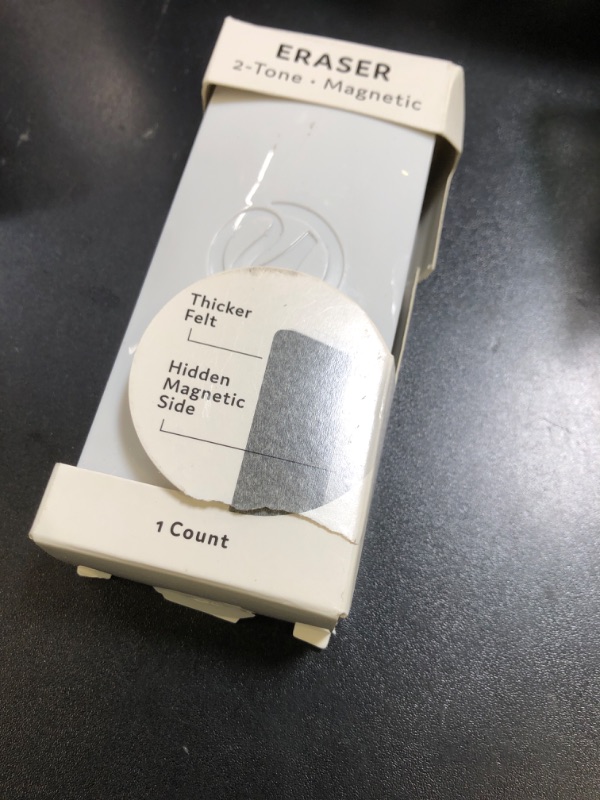 ERASER
2-Tone · Magnetic
Thicker
Felt
Hidden
Magnetic
Side
1 Count